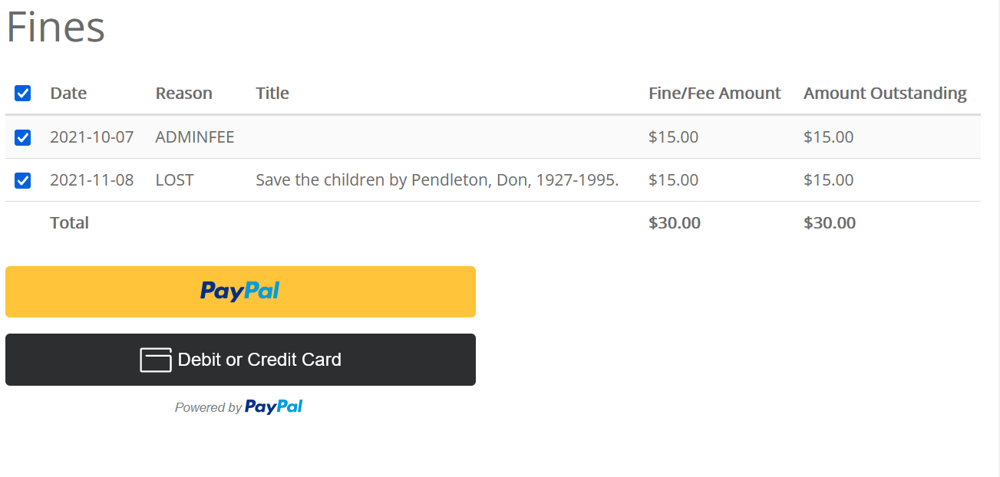 Fines
Date Reason Title Fine/Fee Amount Amount Outstanding
2021-10-07 ADMINFEE $15.00 $15.00
2021-11-08 LOST Save the children by Pendleton, Don, 1927-1995. $15.00 $15.00
Total $30.00 $30.00
PayPal
Debit or Credit Card
Powered by PayPal